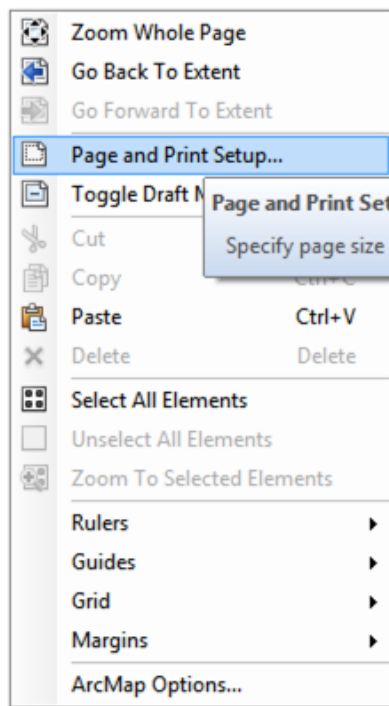 Zoom Whole Page
Go Back To Extent
Go Forward To Extent
Page and Print Setup...
Toggle Draft
Page and Print
Specify page size
Cut
Copy
Paste Ctrl+V
Delete Delete
Select All Elements
Unselect All Elements
Zoom To Selected Elements
Rulers
Guides
Grid
Margins
ArcMap Options...